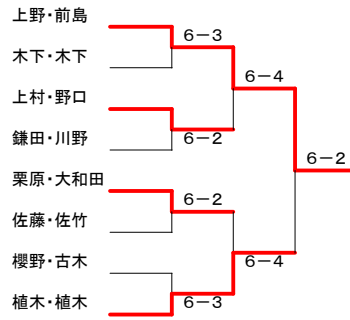 上野・前島
6－3
木下・木下
6－4
上村・野口
鎌田・川野
6－2
6－2
栗原・大和田
6－2
佐藤・佐竹
櫻野・古木
6－4
植木・植木
6－3